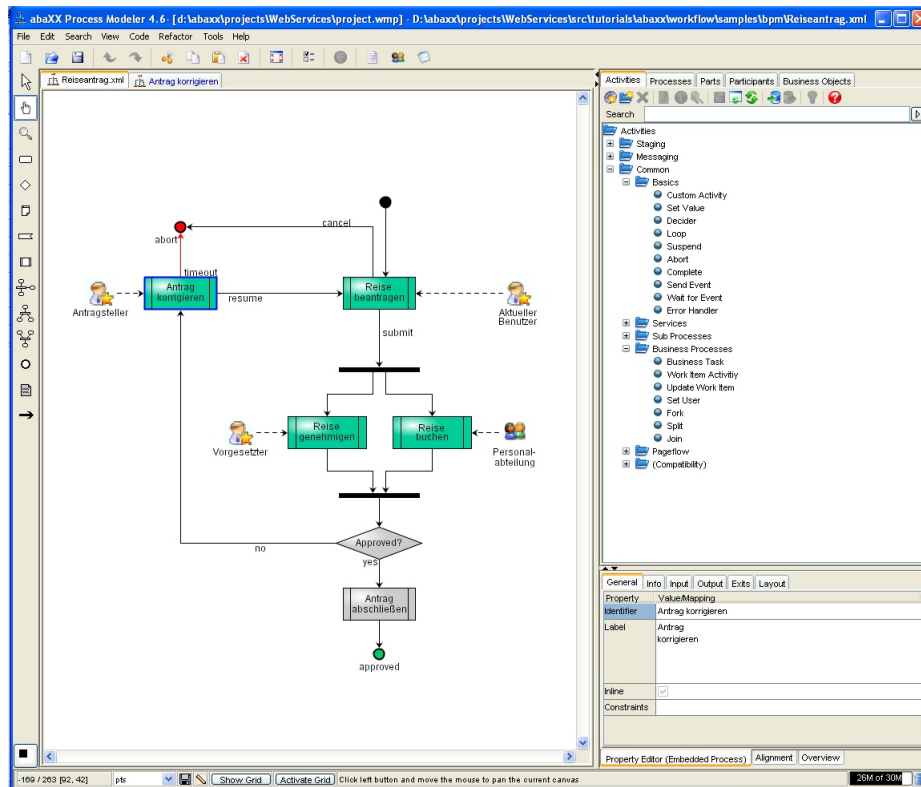 abaXX Process Modeler 4.6- [d:\abaxx\projects\WebServices\project.wmp] - D:\abaxx\projects\WebServices\src\tutorials\abaxx\workflow\samples\bpm\Reiseantrag.xml
File Edit Search View Code Refactor Tools Help
Reiseantrag.xml Antrag korrigieren
cancel
abort
timeout
Antrag
korrigieren
resume
Reise
beantragen
Antragsteller
Aktueller
Benutzer
submit
Reise
genehmigen
Reise
buchen
Vorgesetzter
Personal-
abteilung
Approved?
no
yes
Antrag
abschließen
approved
Activities Processes Parts Participants Business Objects
Search
Activities
Staging
Messaging
Common
Basics
Custom Activity
Set Value
Decider
Loop
Suspend
Abort
Complete
Send Event
Wait for Event
Error Handler
Services
Sub Processes
Business Processes
Business Task
Work Item Activitiy
Update Work Item
Set User
Fork
Split
Join
Pageflow
(Compatibility)
General Info Input Output Exits Layout
Property Value/Mapping
Identifier Antrag korrigieren
Label Antrag
korrigieren
Inline
Constraints
Property Editor (Embedded Process) Alignment Overview
-169 / 263 [92, 42] pts Show Grid Activate Grid Click left button and move the mouse to pan the current canvas 26M of 30M